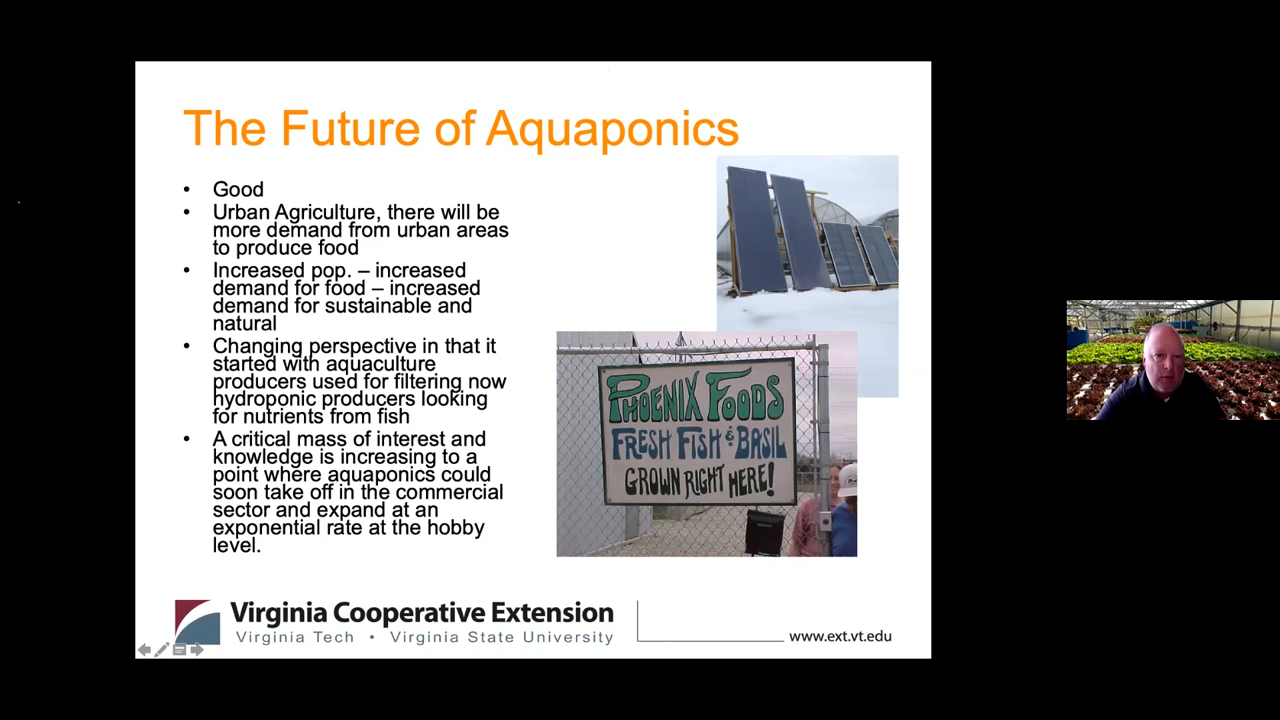 The Future of Aquaponics
• Good
• Urban Agriculture, there will be
more demand from urban areas
to produce food
• Increased pop. – increased
demand for food – increased
demand for sustainable and
natural
• Changing perspective in that it
started with aquaculture
producers used for filtering now
hydroponic producers looking
for nutrients from fish
• A critical mass of interest and
knowledge is increasing to a
point where aquaponics could
soon take off in the commercial
sector and expand at an
exponential rate at the hobby
level.
PHOENIX FOODS
FRESH FISH & BASIL
GROWN RIGHT HERE!
Virginia Cooperative Extension
Virginia Tech • Virginia State University
www.ext.vt.edu